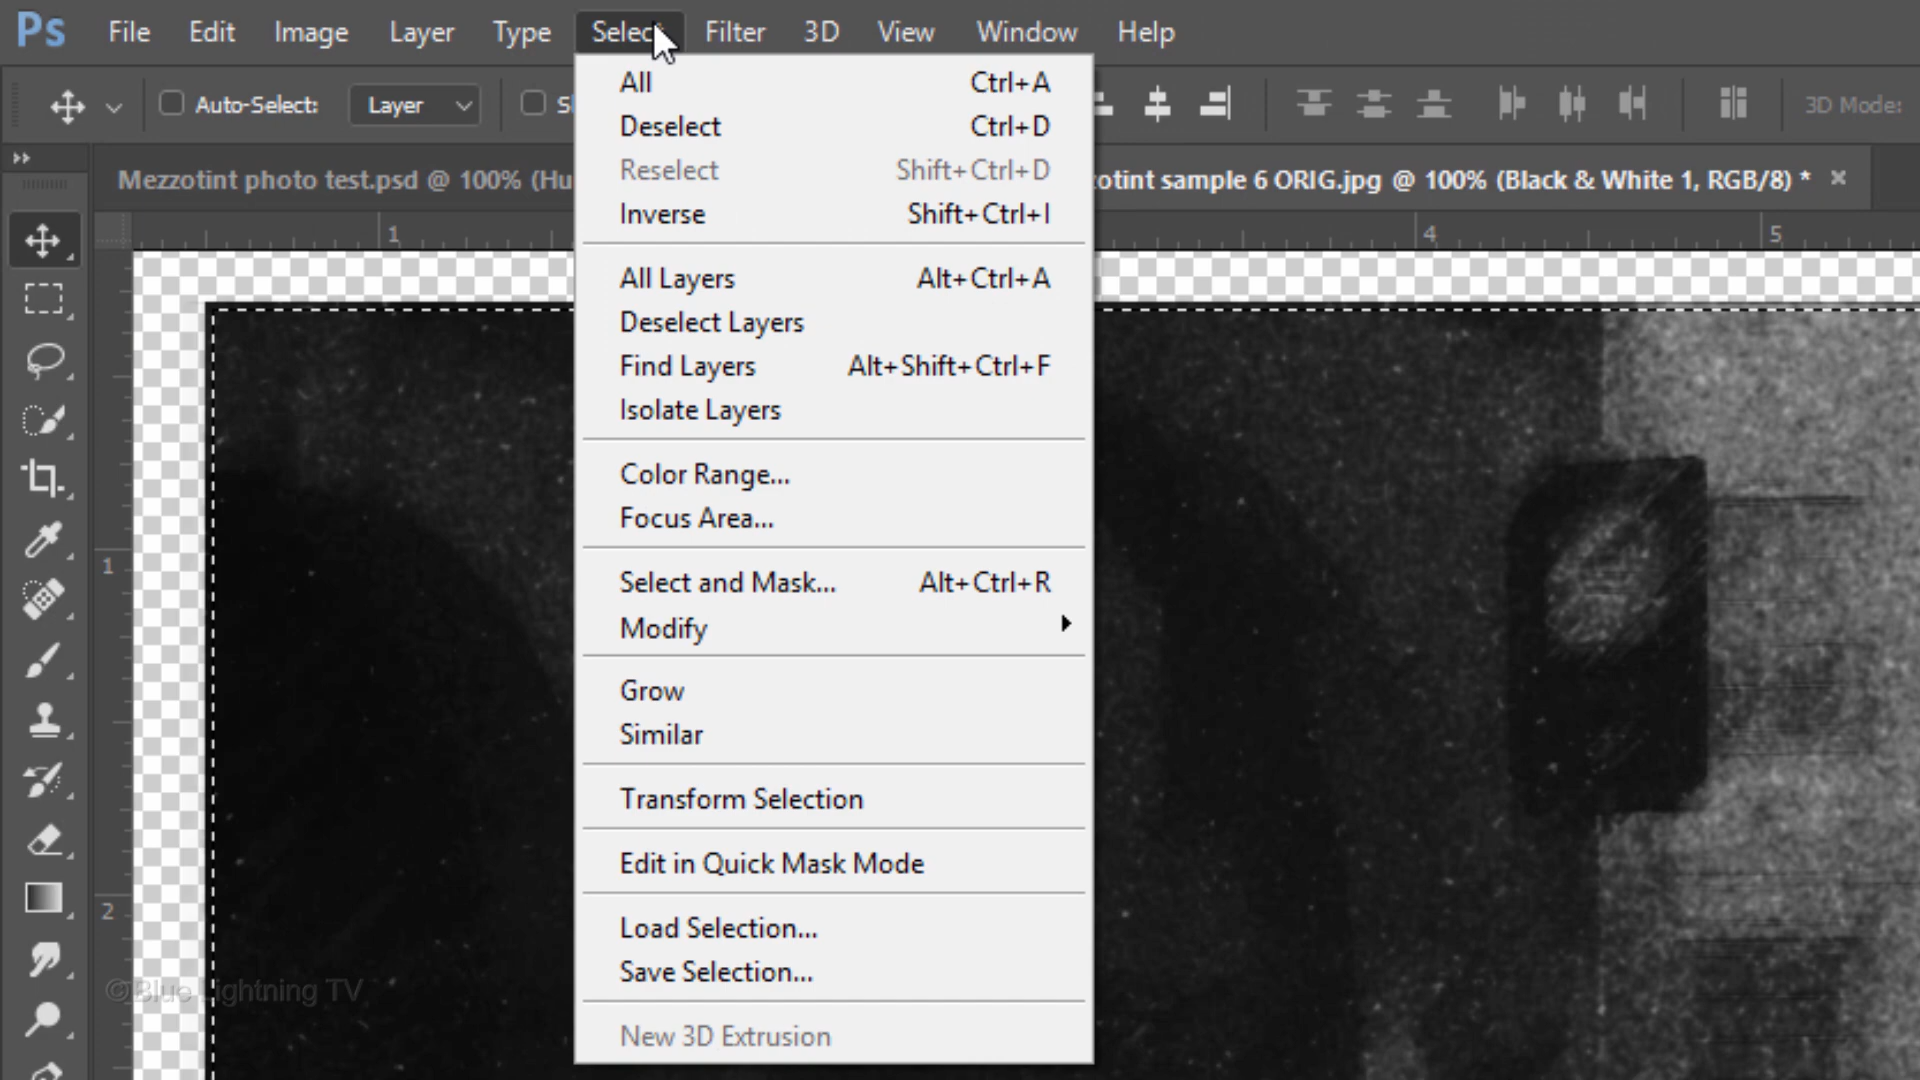 Ps File Edit Image Layer Type Select Filter 3D View Window Help
Auto-Select: Layer
3D Mode:
Mezzotint photo test.psd @ 100% (Hu
otint sample 6 ORIG.jpg @ 100% (Black & White 1, RGB/8) * ×
1 4 5
1
2
All Ctrl+A
Deselect Ctrl+D
Reselect Shift+Ctrl+D
Inverse Shift+Ctrl+I
All Layers Alt+Ctrl+A
Deselect Layers
Find Layers Alt+Shift+Ctrl+F
Isolate Layers
Color Range...
Focus Area...
Select and Mask... Alt+Ctrl+R
Modify
Grow
Similar
Transform Selection
Edit in Quick Mask Mode
Load Selection...
Save Selection...
New 3D Extrusion
©Blue Lightning TV